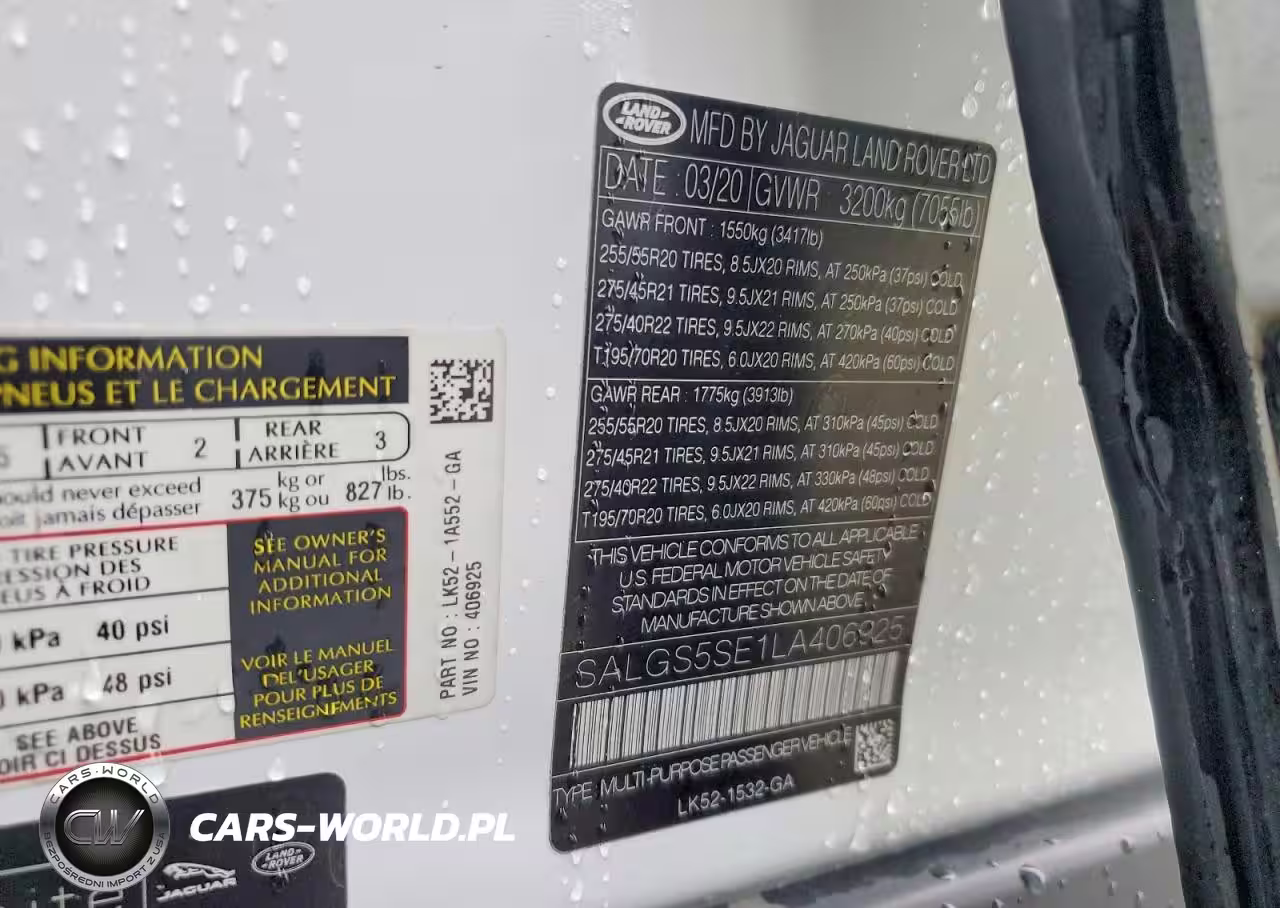 G INFORMATION
PNEUS ET LE CHARGEMENT
FRONT
AVANT
2
REAR
ARRIÈRE
3
ould never exceed
oit jamais dépasser
375 kg or
kg ou 827 lbs.
lb.
TIRE PRESSURE
ESSION DES
EUS À FROID
kPa 40 psi
0 kPa 48 psi
SEE ABOVE
OIR CI DESSUS
SEE OWNER'S
MANUAL FOR
ADDITIONAL
INFORMATION
VOIR LE MANUEL
DE L'USAGER
POUR PLUS DE
RENSEIGNEMENTS
PART NO : LK52-1A552-GA
VIN NO : 406925
LAND ROVER
MFD BY JAGUAR LAND ROVER LTD
DATE : 03/20 GVWR : 3200kg (7055lb)
GAWR FRONT : 1550kg (3417lb)
255/55R20 TIRES, 8.5JX20 RIMS, AT 250kPa (37psi) COLD
275/45R21 TIRES, 9.5JX21 RIMS, AT 250kPa (37psi) COLD
275/40R22 TIRES, 9.5JX22 RIMS, AT 270kPa (40psi) COLD
T195/70R20 TIRES, 6.0JX20 RIMS, AT 420kPa (60psi) COLD
GAWR REAR : 1775kg (3913lb)
255/55R20 TIRES, 8.5JX20 RIMS, AT 310kPa (45psi) COLD
275/45R21 TIRES, 9.5JX21 RIMS, AT 310kPa (45psi) COLD
275/40R22 TIRES, 9.5JX22 RIMS, AT 330kPa (48psi) COLD
T195/70R20 TIRES, 6.0JX20 RIMS, AT 420kPa (60psi) COLD
THIS VEHICLE CONFORMS TO ALL APPLICABLE
U.S. FEDERAL MOTOR VEHICLE SAFETY
STANDARDS IN EFFECT ON THE DATE OF
MANUFACTURE SHOWN ABOVE
SALGS5SE1LA406925
TYPE : MULTI-PURPOSE PASSENGER VEHICLE
LK52-1532-GA
CARS-WORLD
CW
BEZPOŚREDNI IMPORT Z USA
CARS-WORLD.PL
JAGUAR
LAND ROVER